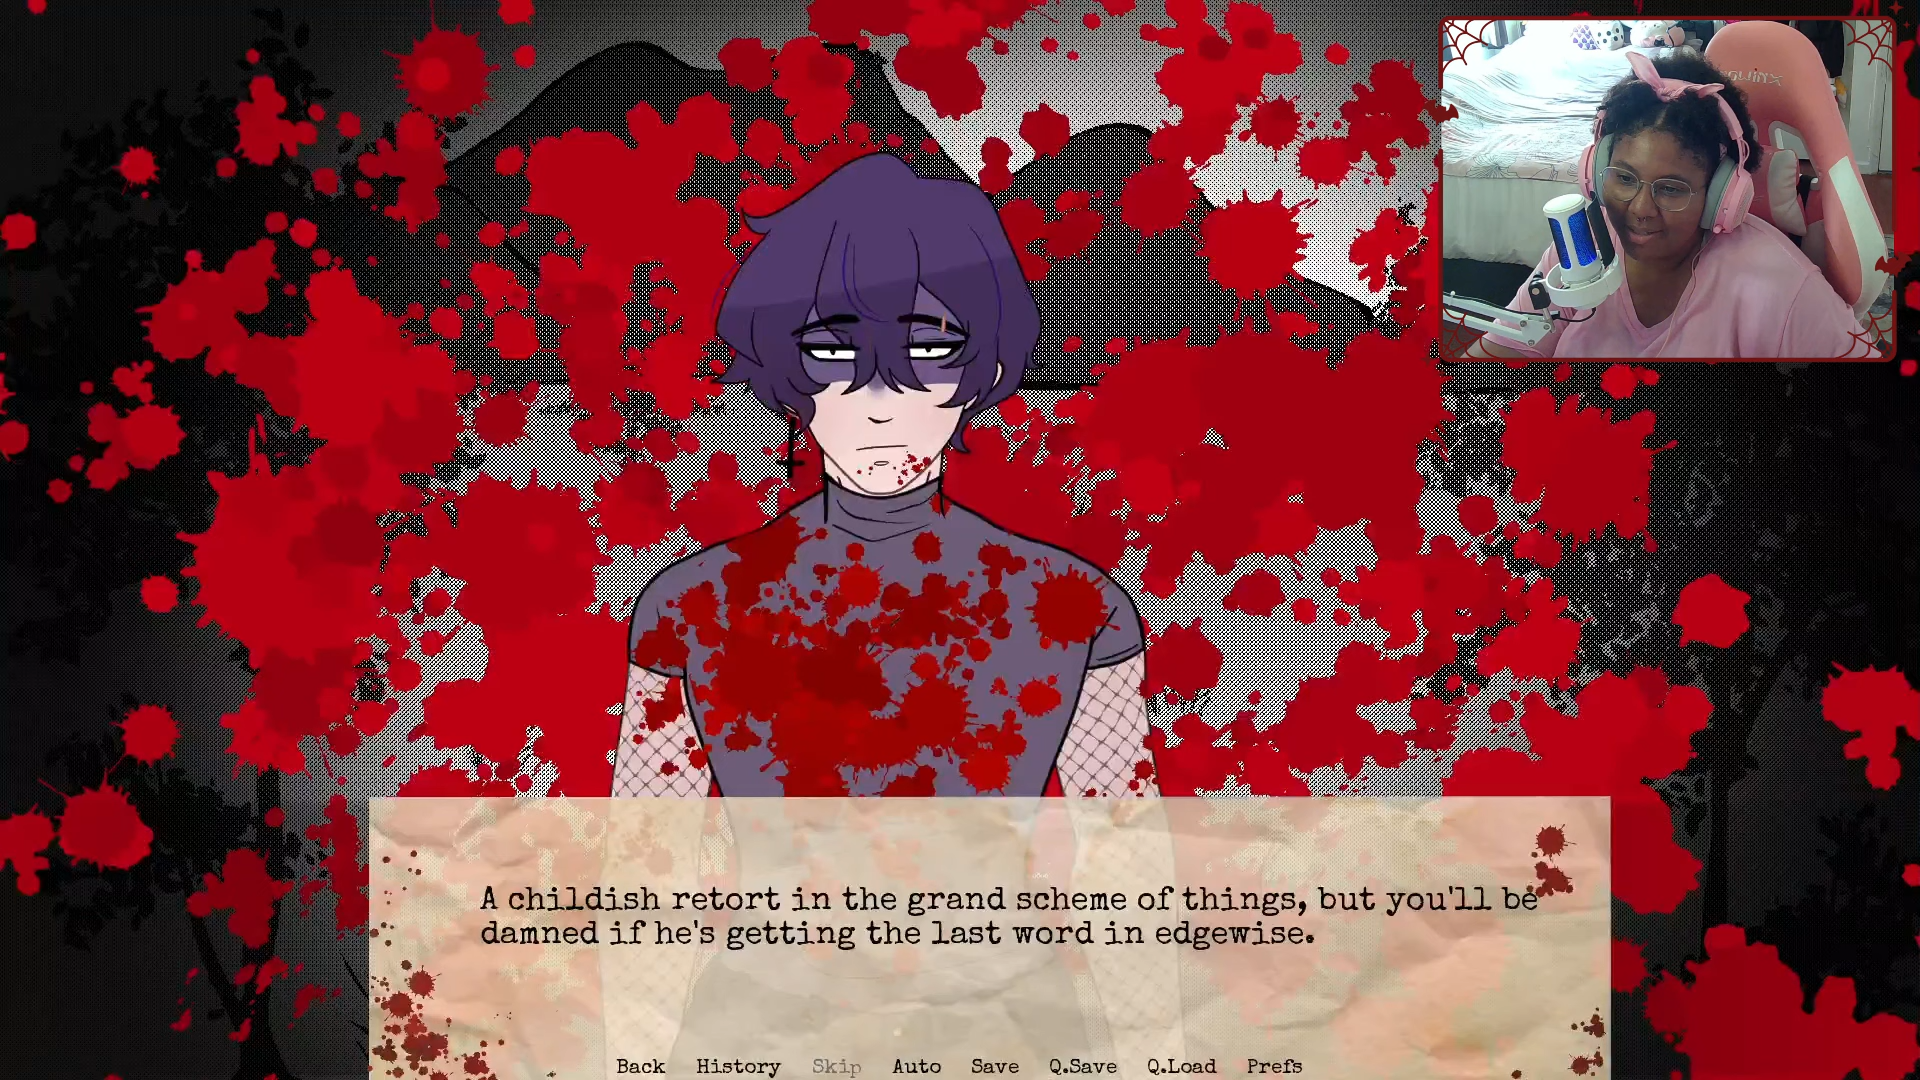 A childish retort in the grand scheme of things, but you'll be
damned if he's getting the last word in edgewise.
Back History Skip Auto Save Q.Save Q.Load Prefs